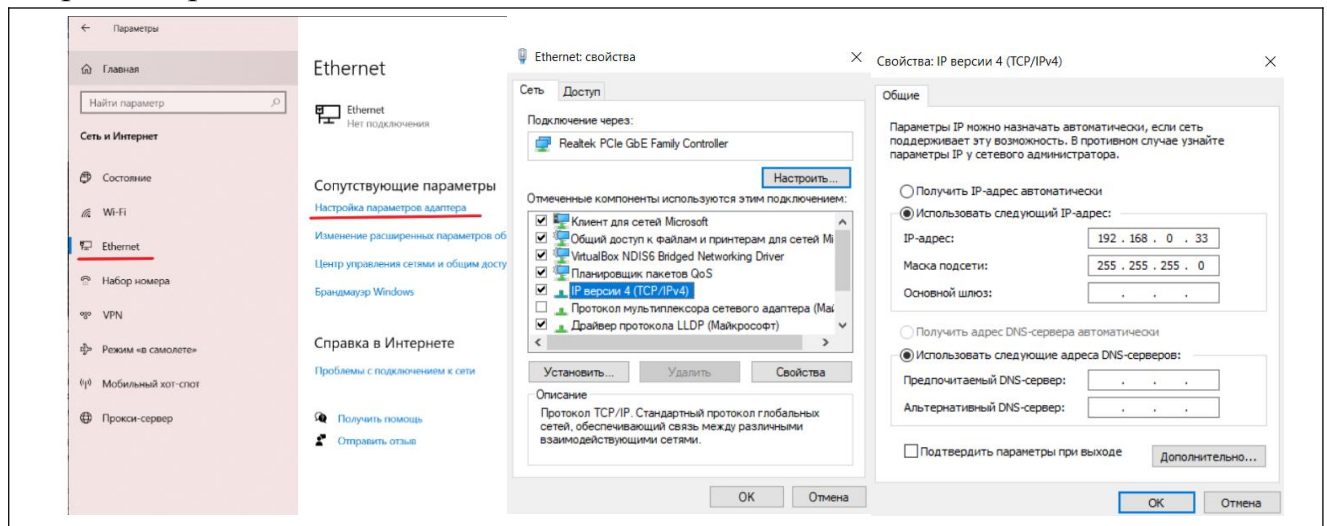 Параметры
Главная
Найти параметр
Сеть и Интернет
Состояние
Wi-Fi
Ethernet
Набор номера
VPN
Режим «в самолете»
Мобильный хот-спот
Прокси-сервер
Ethernet
Ethernet
Нет подключения
Сопутствующие параметры
Настройка параметров адаптера
Изменение расширенных параметров об
Центр управления сетями и общим досту
Брандмауэр Windows
Справка в Интернете
Проблемы с подключением к сети
Получить помощь
Отправить отзыв
Ethernet: свойства
Сеть Доступ
Подключение через:
Realtek PCIe GbE Family Controller
Настроить...
Отмеченные компоненты используются этим подключением:
Клиент для сетей Microsoft
Общий доступ к файлам и принтерам для сетей Mi
VirtualBox NDIS6 Bridged Networking Driver
Планировщик пакетов QoS
IP версии 4 (TCP/IPv4)
Протокол мультиплексора сетевого адаптера (Май
Драйвер протокола LLDP (Майкрософт)
Установить... Удалить Свойства
Описание
Протокол TCP/IP. Стандартный протокол глобальных
сетей, обеспечивающий связь между различными
взаимодействующими сетями.
OK Отмена
Свойства: IP версии 4 (TCP/IPv4)
Общие
Параметры IP можно назначать автоматически, если сеть
поддерживает эту возможность. В противном случае узнайте
параметры IP у сетевого администратора.
Получить IP-адрес автоматически
Использовать следующий IP-адрес:
IP-адрес: 192 . 168 . 0 . 33
Маска подсети: 255 . 255 . 255 . 0
Основной шлюз: . . .
Получить адрес DNS-сервера автоматически
Использовать следующие адреса DNS-серверов:
Предпочитаемый DNS-сервер: . . .
Альтернативный DNS-сервер: . . .
Подтвердить параметры при выходе
Дополнительно...
OK Отмена